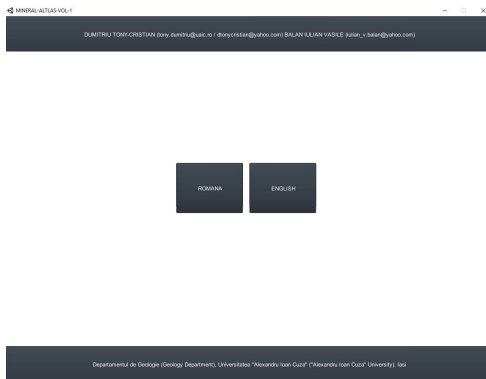 MINERAL-ALTLAS-VOL-1
DUMITRIU TONY-CRISTIAN (tony.dumitriu@uaic.ro / dtonycristian@yahoo.com) BALAN IULIAN VASILE (iulian_v.balan@yahoo.com)
ROMANA
ENGLISH
Departamentul de Geologie (Geology Department), Universitatea "Alexandru Ioan Cuza" ("Alexandru Ioan Cuza" University), Iasi